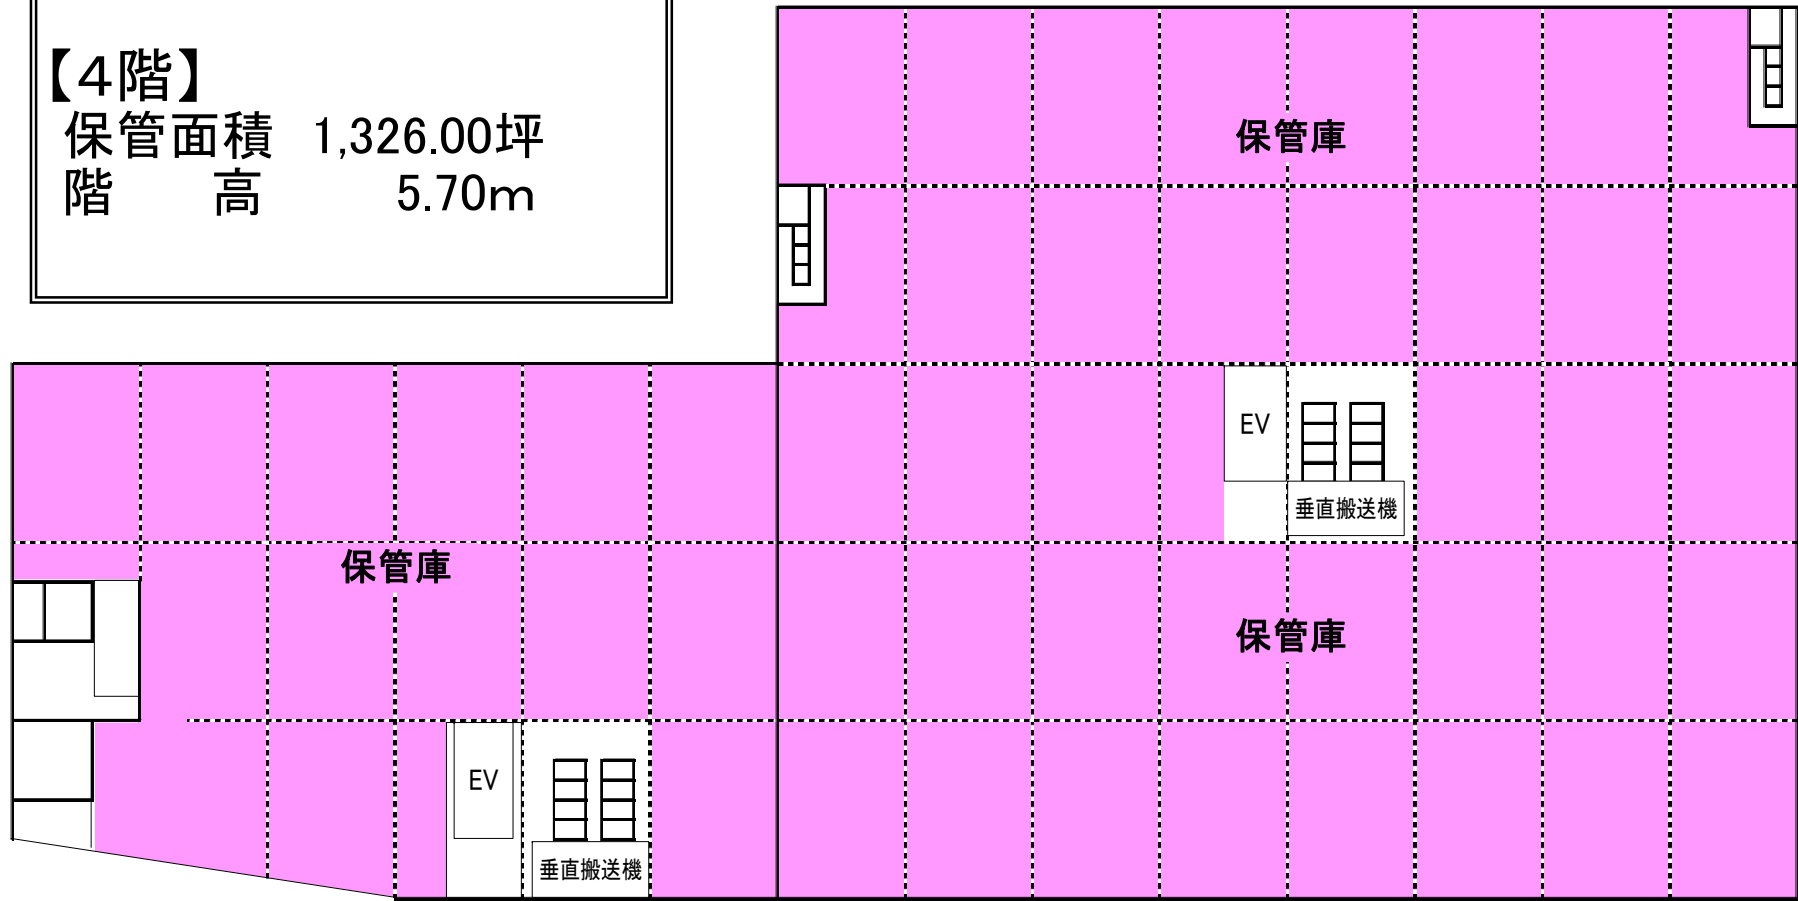 【4階】
保管面積 1,326.00坪
階 高 5.70m
保管庫
EV
垂直搬送機
保管庫
保管庫
EV
垂直搬送機